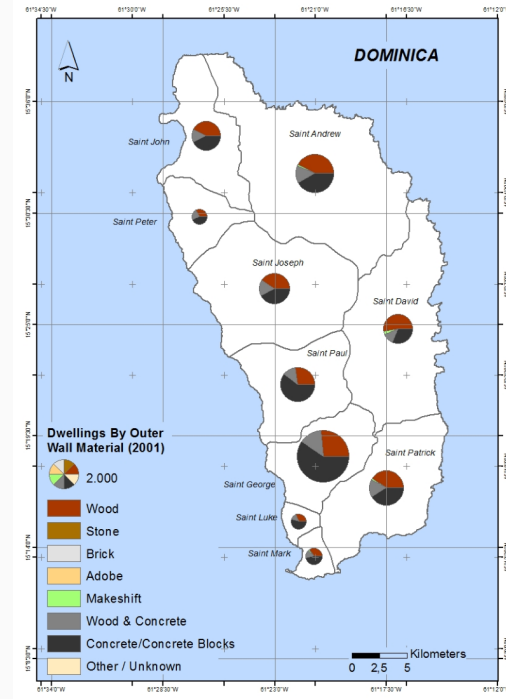 61°34'0"W 61°28'30"W 61°25'30"W 61°21'0"W 61°16'30"W 61°12'0"W
DOMINICA
N
Saint John
Saint Andrew
Saint Peter
Saint Joseph
Saint David
Saint Paul
Dwellings By Outer
Wall Material (2001)
2.000
Saint Patrick
Saint George
Wood
Stone
Saint Luke
Brick
Saint Mark
Adobe
Makeshift
Wood & Concrete
Concrete/Concrete Blocks
Other / Unknown
Kilometers
0 2,5 5
61°34'0"W 61°28'30"W 61°23'0"W 61°17'30"W 61°12'0"W